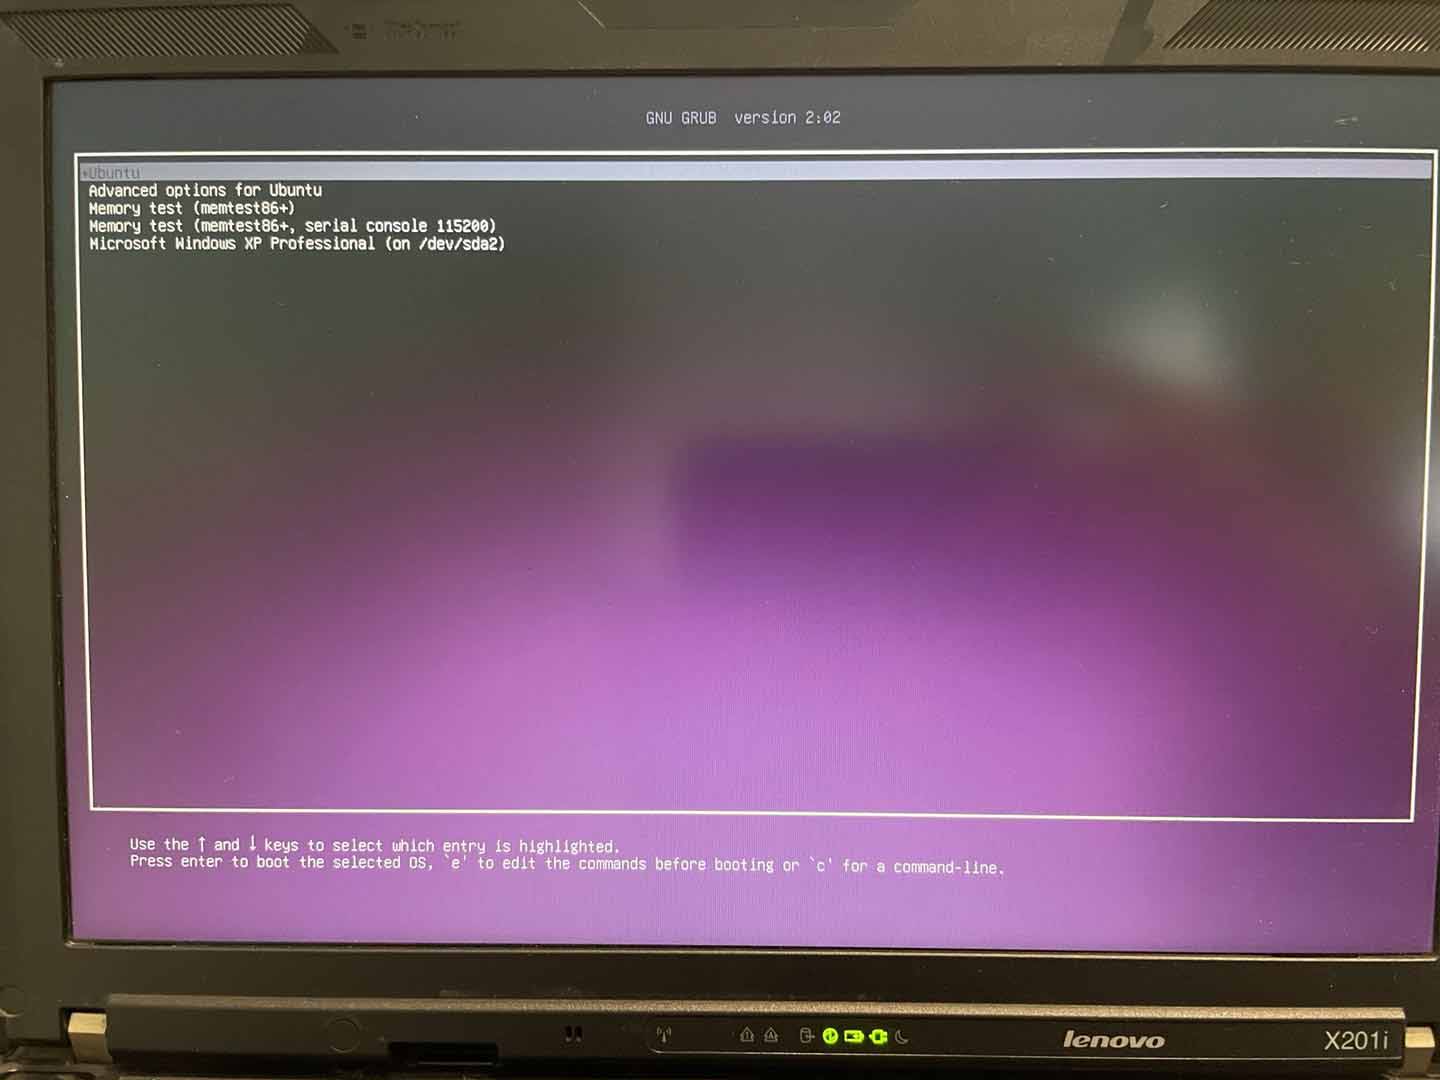 GNU GRUB version 2:02
*Ubuntu
Advanced options for Ubuntu
Memory test (memtest86+)
Memory test (memtest86+, serial console 115200)
Microsoft Windows XP Professional (on /dev/sda2)
Use the ↑ and ↓ keys to select which entry is highlighted.
Press enter to boot the selected OS, `e' to edit the commands before booting or `c' for a command-line.
lenovo
X201i